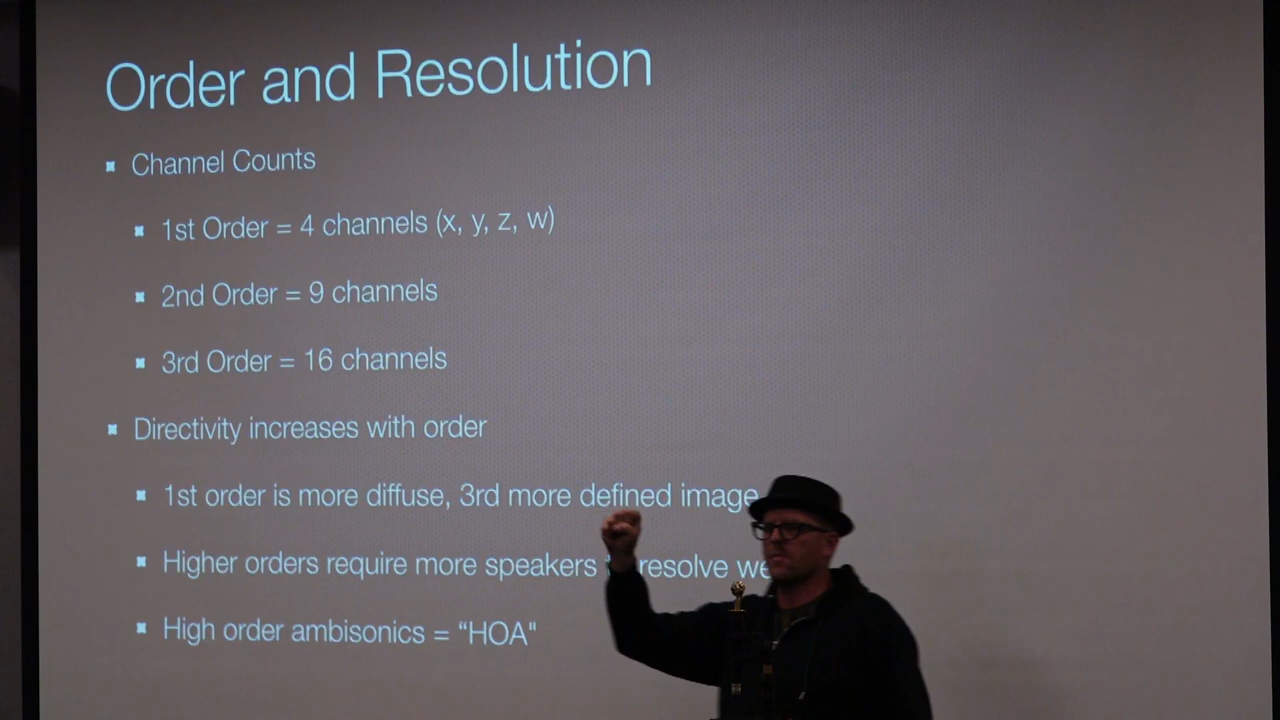 Order and Resolution
Channel Counts
1st Order = 4 channels (x, y, z, w)
2nd Order = 9 channels
3rd Order = 16 channels
Directivity increases with order
1st order is more diffuse, 3rd more defined image
Higher orders require more speakers resolve
High order ambisonics = “HOA"